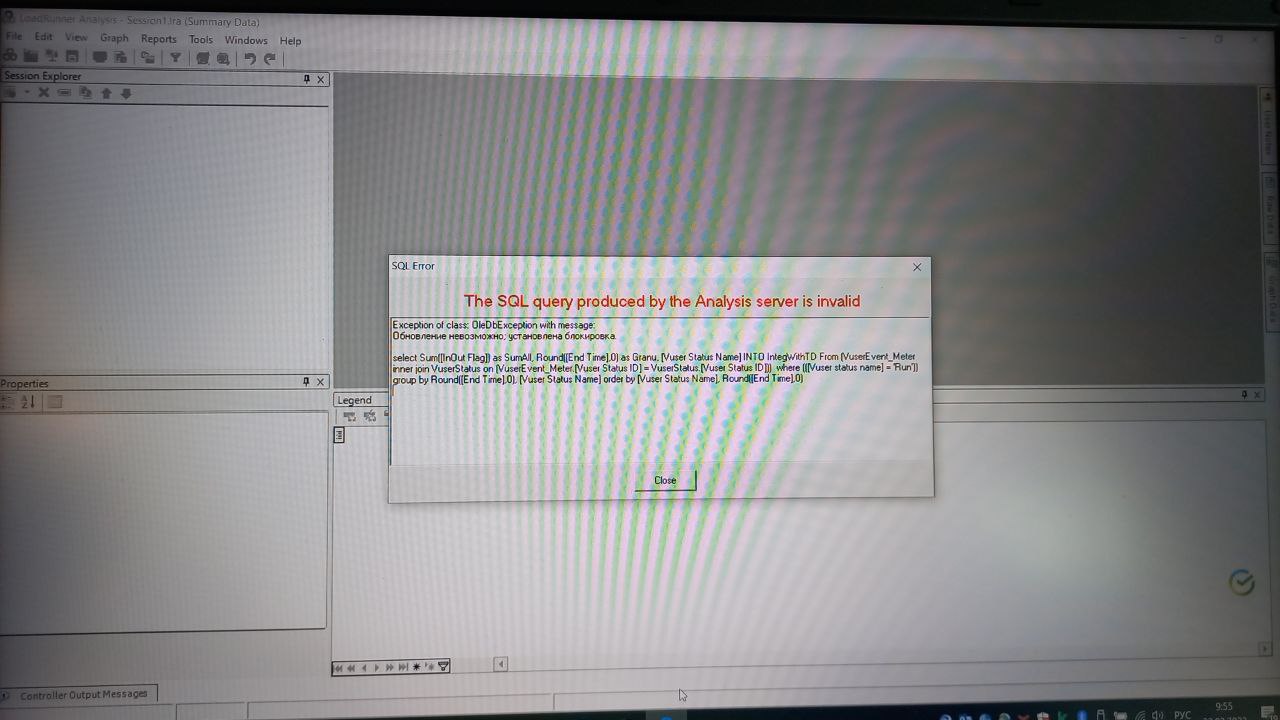 LoadRunner Analysis - Session1.lra (Summary Data)
File Edit View Graph Reports Tools Windows Help
Session Explorer
SQL Error
The SQL query produced by the Analysis server is invalid
Exception of class: OleDbException with message:
Обновление невозможно; установлена блокировка.
select Sum([InOut Flag]) as SumAll, Round([End Time],0) as Granu, [Vuser Status Name] INTO IntegWithTD From [VuserEvent_Meter
inner join VuserStatus on [VuserEvent_Meter.[Vuser Status ID] = VuserStatus.[Vuser Status ID])) where (([Vuser status name] = 'Run'))
group by Round([End Time],0), [Vuser Status Name] order by [Vuser Status Name], Round([End Time],0)
Close
Properties
Legend
Controller Output Messages
РУС
9:55